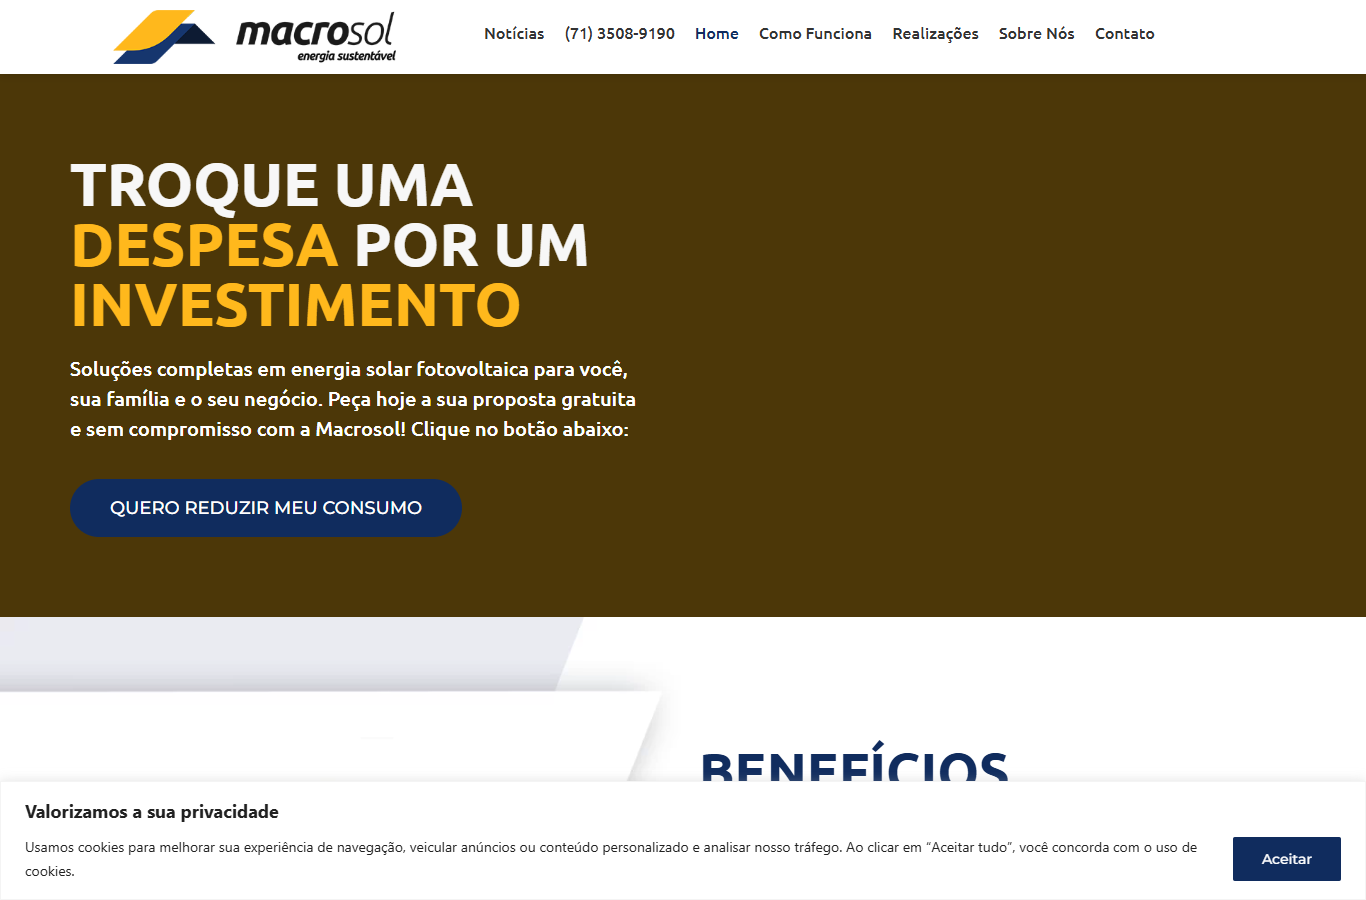 macrosol
energia sustentável
Notícias (71) 3508-9190 Home Como Funciona Realizações Sobre Nós Contato
TROQUE UMA
DESPESA POR UM
INVESTIMENTO
Soluções completas em energia solar fotovoltaica para você,
sua família e o seu negócio. Peça hoje a sua proposta gratuita
e sem compromisso com a Macrosol! Clique no botão abaixo:
QUERO REDUZIR MEU CONSUMO
BENEFÍCIOS
Valorizamos a sua privacidade
Usamos cookies para melhorar sua experiência de navegação, veicular anúncios ou conteúdo personalizado e analisar nosso tráfego. Ao clicar em “Aceitar tudo”, você concorda com o uso de
cookies.
Aceitar